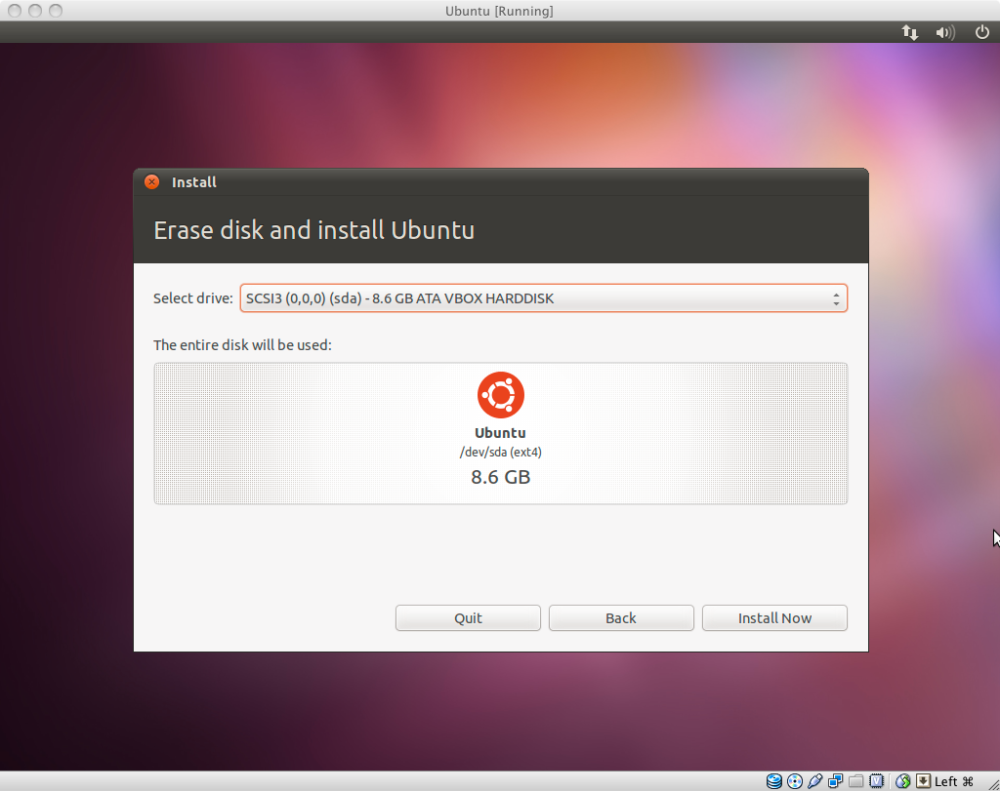 Ubuntu [Running]
Install
Erase disk and install Ubuntu
Select drive: SCSI3 (0,0,0) (sda) - 8.6 GB ATA VBOX HARDDISK
The entire disk will be used:
Ubuntu
/dev/sda (ext4)
8.6 GB
Quit Back Install Now
Left ⌘